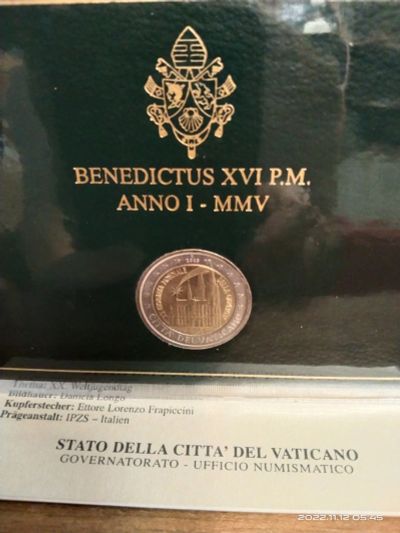 BENEDICTUS XVI P.M.
ANNO I - MMV
2005
CITTA' DEL VATICANO
Thema: XX. Weltjugendtag
Bildhauer: Daniela Longo
Kupferstecher: Ettore Lorenzo Frapiccini
Prägeanstalt: IPZS – Italien
STATO DELLA CITTA' DEL VATICANO
GOVERNATORATO - UFFICIO NUMISMATICO
2022.11.12 05:45